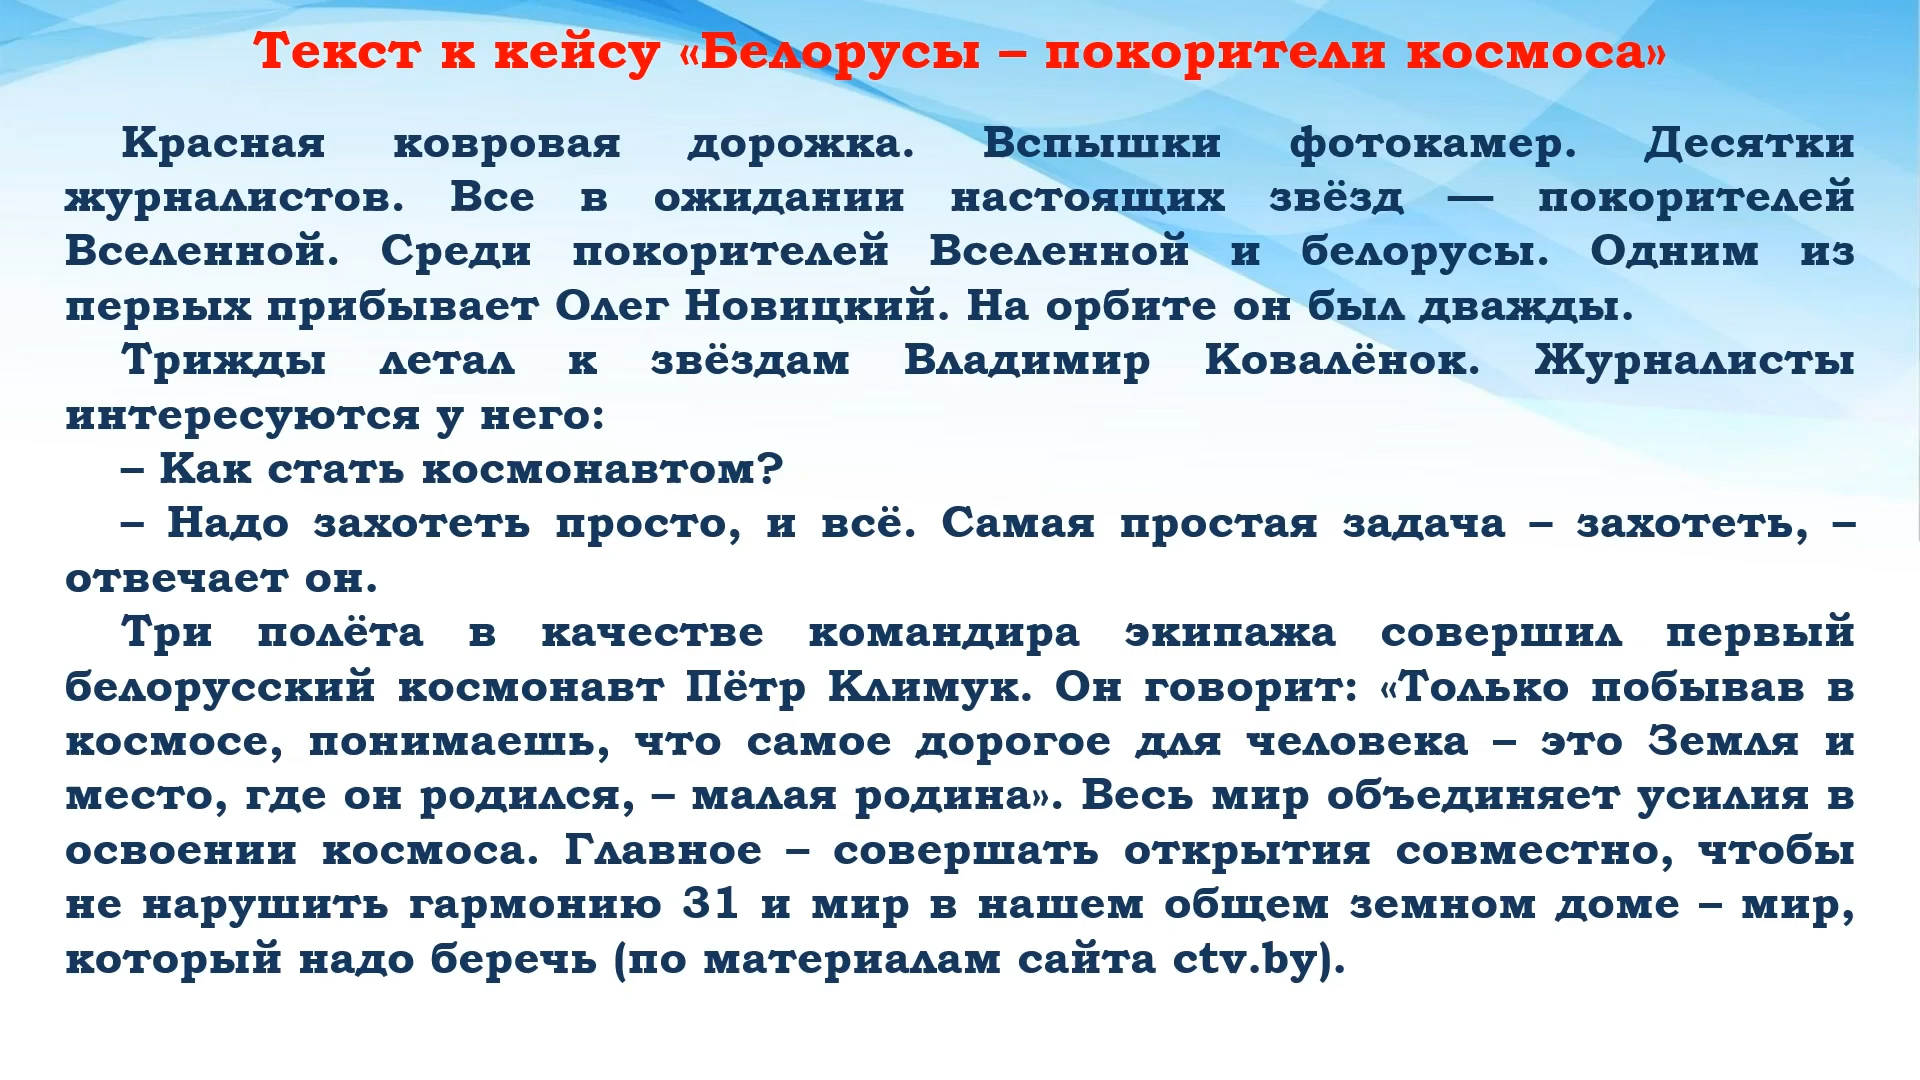 Текст к кейсу «Белорусы – покорители космоса»
Красная ковровая дорожка. Вспышки фотокамер. Десятки
журналистов. Все в ожидании настоящих звёзд — покорителей
Вселенной. Среди покорителей Вселенной и белорусы. Одним из
первых прибывает Олег Новицкий. На орбите он был дважды.
Трижды летал к звёздам Владимир Ковалёнок. Журналисты
интересуются у него:
– Как стать космонавтом?
– Надо захотеть просто, и всё. Самая простая задача – захотеть, –
отвечает он.
Три полёта в качестве командира экипажа совершил первый
белорусский космонавт Пётр Климук. Он говорит: «Только побывав в
космосе, понимаешь, что самое дорогое для человека – это Земля и
место, где он родился, – малая родина». Весь мир объединяет усилия в
освоении космоса. Главное – совершать открытия совместно, чтобы
не нарушить гармонию 31 и мир в нашем общем земном доме – мир,
который надо беречь (по материалам сайта ctv.by).